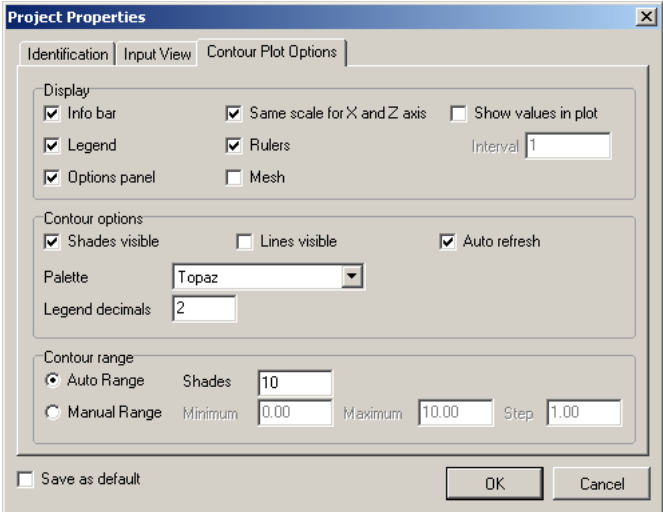 Project Properties
Identification Input View Contour Plot Options
Display
Info bar Same scale for X and Z axis Show values in plot
Legend Rulers Interval 1
Options panel Mesh
Contour options
Shades visible Lines visible Auto refresh
Palette Topaz
Legend decimals 2
Contour range
Auto Range Shades 10
Manual Range Minimum 0.00 Maximum 10.00 Step 1.00
Save as default OK Cancel